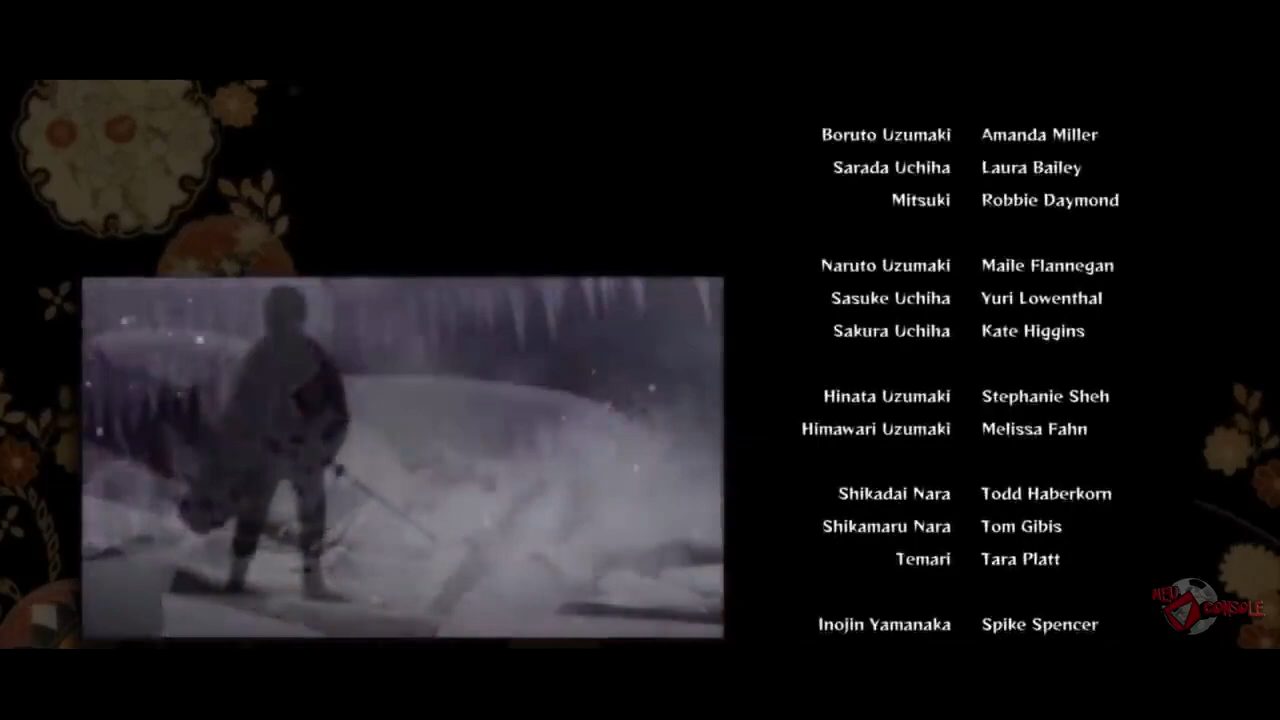 Boruto Uzumaki Amanda Miller
Sarada Uchiha Laura Bailey
Mitsuki Robbie Daymond
Naruto Uzumaki Maile Flannegan
Sasuke Uchiha Yuri Lowenthal
Sakura Uchiha Kate Higgins
Hinata Uzumaki Stephanie Sheh
Himawari Uzumaki Melissa Fahn
Shikadai Nara Todd Haberkorn
Shikamaru Nara Tom Gibis
Temari Tara Platt
Inojin Yamanaka Spike Spencer
MEU CONSOLE